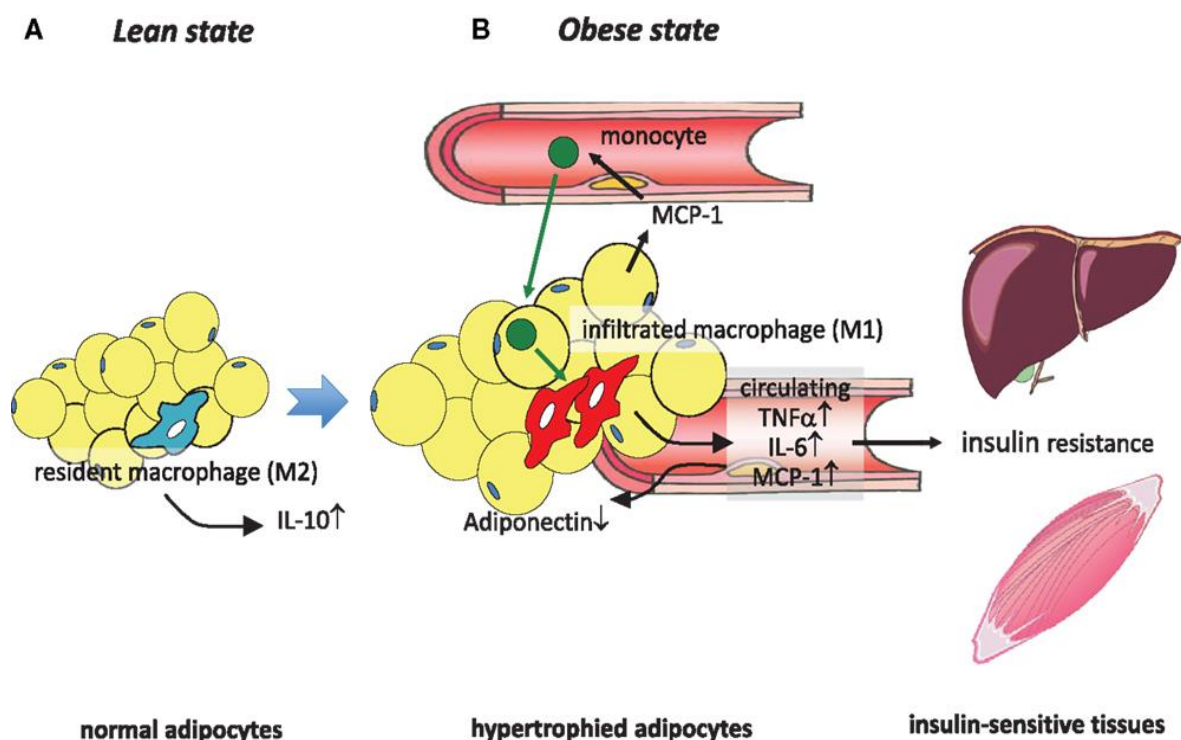 A Lean state
B Obese state
monocyte
MCP-1
infiltrated macrophage (M1)
resident macrophage (M2)
IL-10↑
circulating
TNFα↑
IL-6↑
MCP-1↑
Adiponectin↓
insulin resistance
normal adipocytes
hypertrophied adipocytes
insulin-sensitive tissues